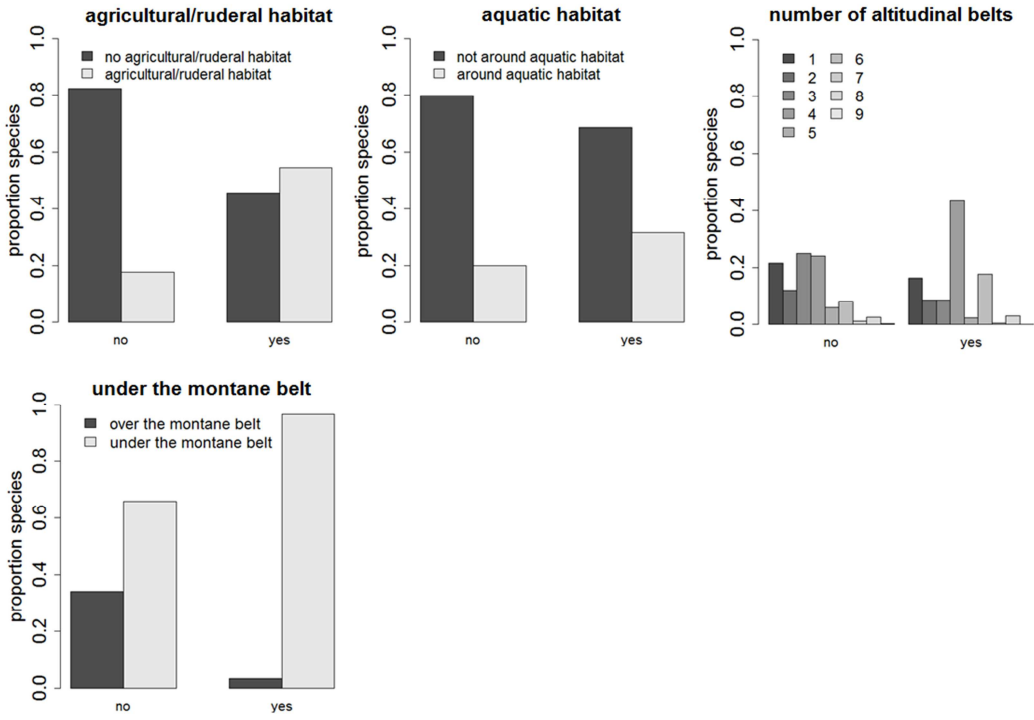 agricultural/ruderal habitat
proportion species
0.0 0.2 0.4 0.6 0.8 1.0
no agricultural/ruderal habitat
agricultural/ruderal habitat
no yes
aquatic habitat
proportion species
0.0 0.2 0.4 0.6 0.8 1.0
not around aquatic habitat
around aquatic habitat
no yes
number of altitudinal belts
proportion species
0.0 0.2 0.4 0.6 0.8 1.0
1 6
2 7
3 8
4 9
5
no yes
under the montane belt
proportion species
0.0 0.2 0.4 0.6 0.8 1.0
over the montane belt
under the montane belt
no yes